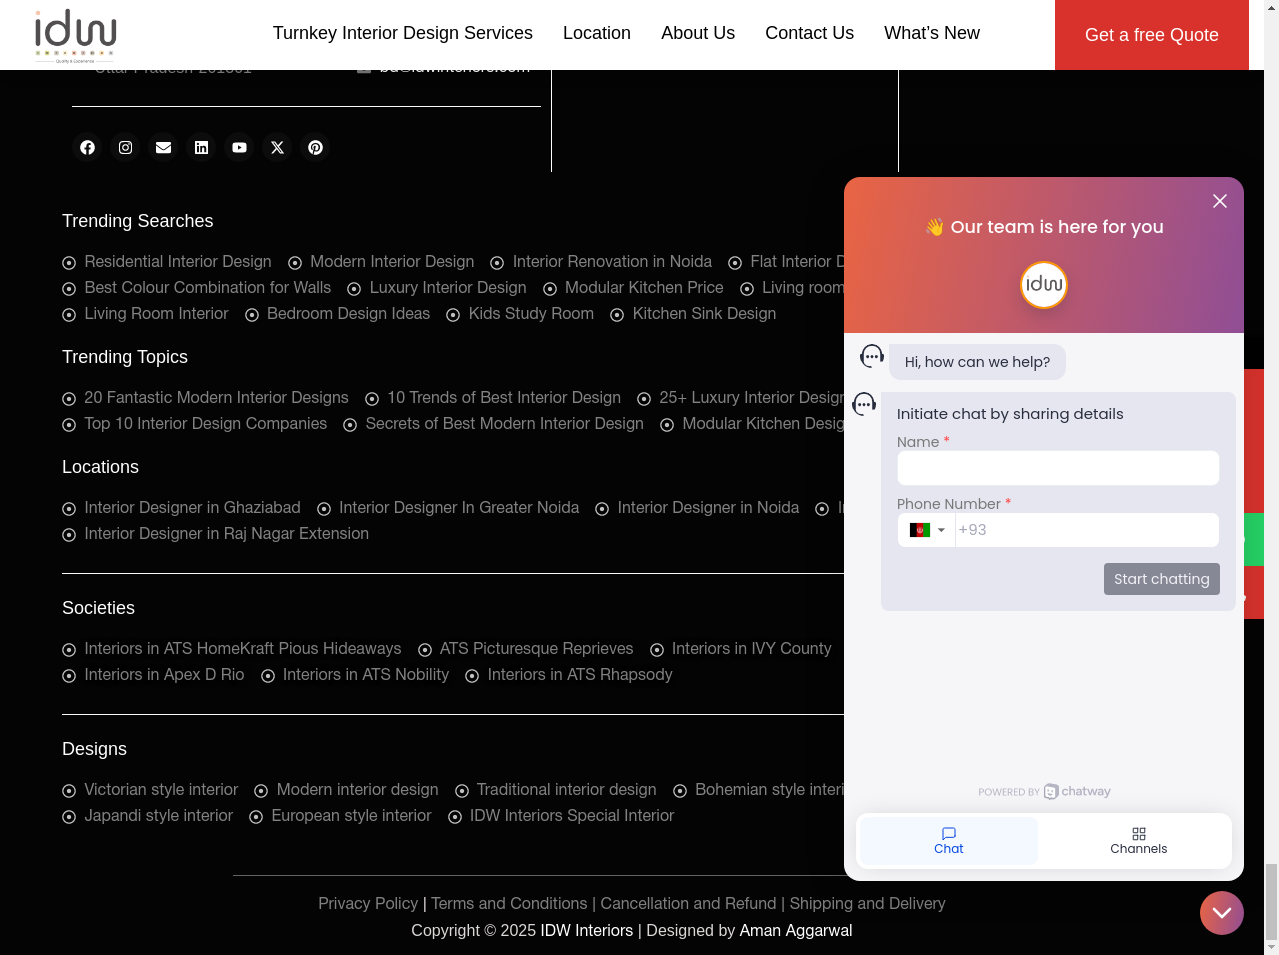 idw
Quality & Experience
Turnkey Interior Design Services
Location
About Us
Contact Us
What's New
Get a free Quote
Trending Searches
Residential Interior Design
Modern Interior Design
Interior Renovation in Noida
Flat Interior
Best Colour Combination for Walls
Luxury Interior Design
Modular Kitchen Price
Living room
Living Room Interior
Bedroom Design Ideas
Kids Study Room
Kitchen Sink Design
Trending Topics
20 Fantastic Modern Interior Designs
10 Trends of Best Interior Design
25+ Luxury Interior Design
Top 10 Interior Design Companies
Secrets of Best Modern Interior Design
Modular Kitchen Desig
Locations
Interior Designer in Ghaziabad
Interior Designer In Greater Noida
Interior Designer in Noida
Interior Designer in Raj Nagar Extension
Societies
Interiors in ATS HomeKraft Pious Hideaways
ATS Picturesque Reprieves
Interiors in IVY County
Interiors in Apex D Rio
Interiors in ATS Nobility
Interiors in ATS Rhapsody
Designs
Victorian style interior
Modern interior design
Traditional interior design
Bohemian style interi
Japandi style interior
European style interior
IDW Interiors Special Interior
Privacy Policy | Terms and Conditions | Cancellation and Refund | Shipping and Delivery
Copyright © 2025 IDW Interiors | Designed by Aman Aggarwal
👋 Our team is here for you
idw
Hi, how can we help?
Initiate chat by sharing details
Name *
Phone Number *
+93
Start chatting
POWERED BY chatway
Chat
Channels